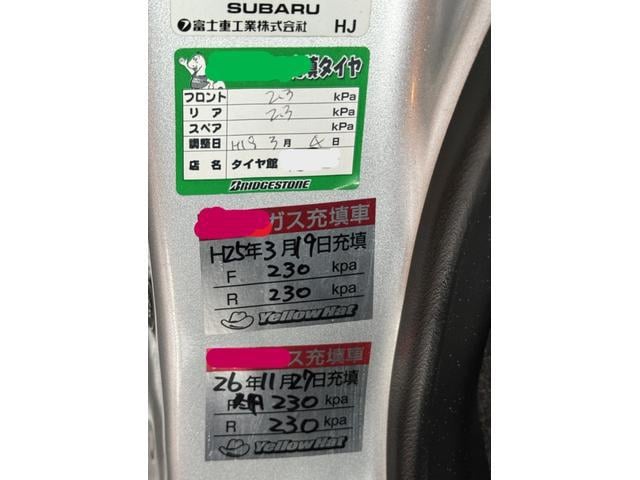 SUBARU
富士重工業株式会社 HJ
填タイヤ
フロント 2.3 kPa
リア 2.3 kPa
スペア kPa
調整日 H19 3月 日
店名 タイヤ館
BRIDGESTONE
ガス充填車
H25年3月19日充填
F 230 kpa
R 230 kpa
YellowHat
ガス充填車
26年11月27日充填
F 230 kpa
R 230 kpa
YellowHat